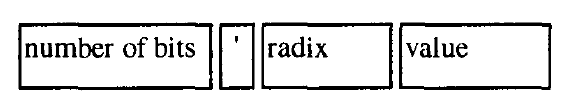 number of bits ' radix value